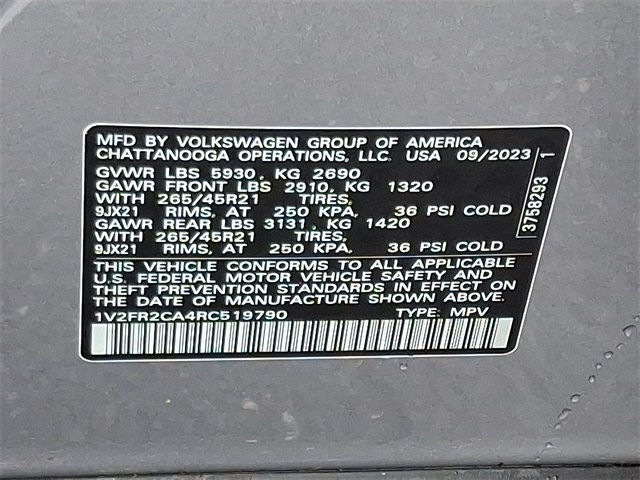 MFD BY VOLKSWAGEN GROUP OF AMERICA
CHATTANOOGA OPERATIONS, LLC. USA 09/2023
GVWR LBS 5930, KG 2690
GAWR FRONT LBS 2910, KG 1320
WITH 265/45R21 TIRES,
9JX21 RIMS, AT 250 KPA, 36 PSI COLD
GAWR REAR LBS 3131, KG 1420
WITH 265/45R21 TIRES,
9JX21 RIMS, AT 250 KPA, 36 PSI COLD
THIS VEHICLE CONFORMS TO ALL APPLICABLE
U.S. FEDERAL MOTOR VEHICLE SAFETY AND
THEFT PREVENTION STANDARDS IN EFFECT ON
THE DATE OF MANUFACTURE SHOWN ABOVE.
1V2FR2CA4RC519790 TYPE: MPV
3758293 1